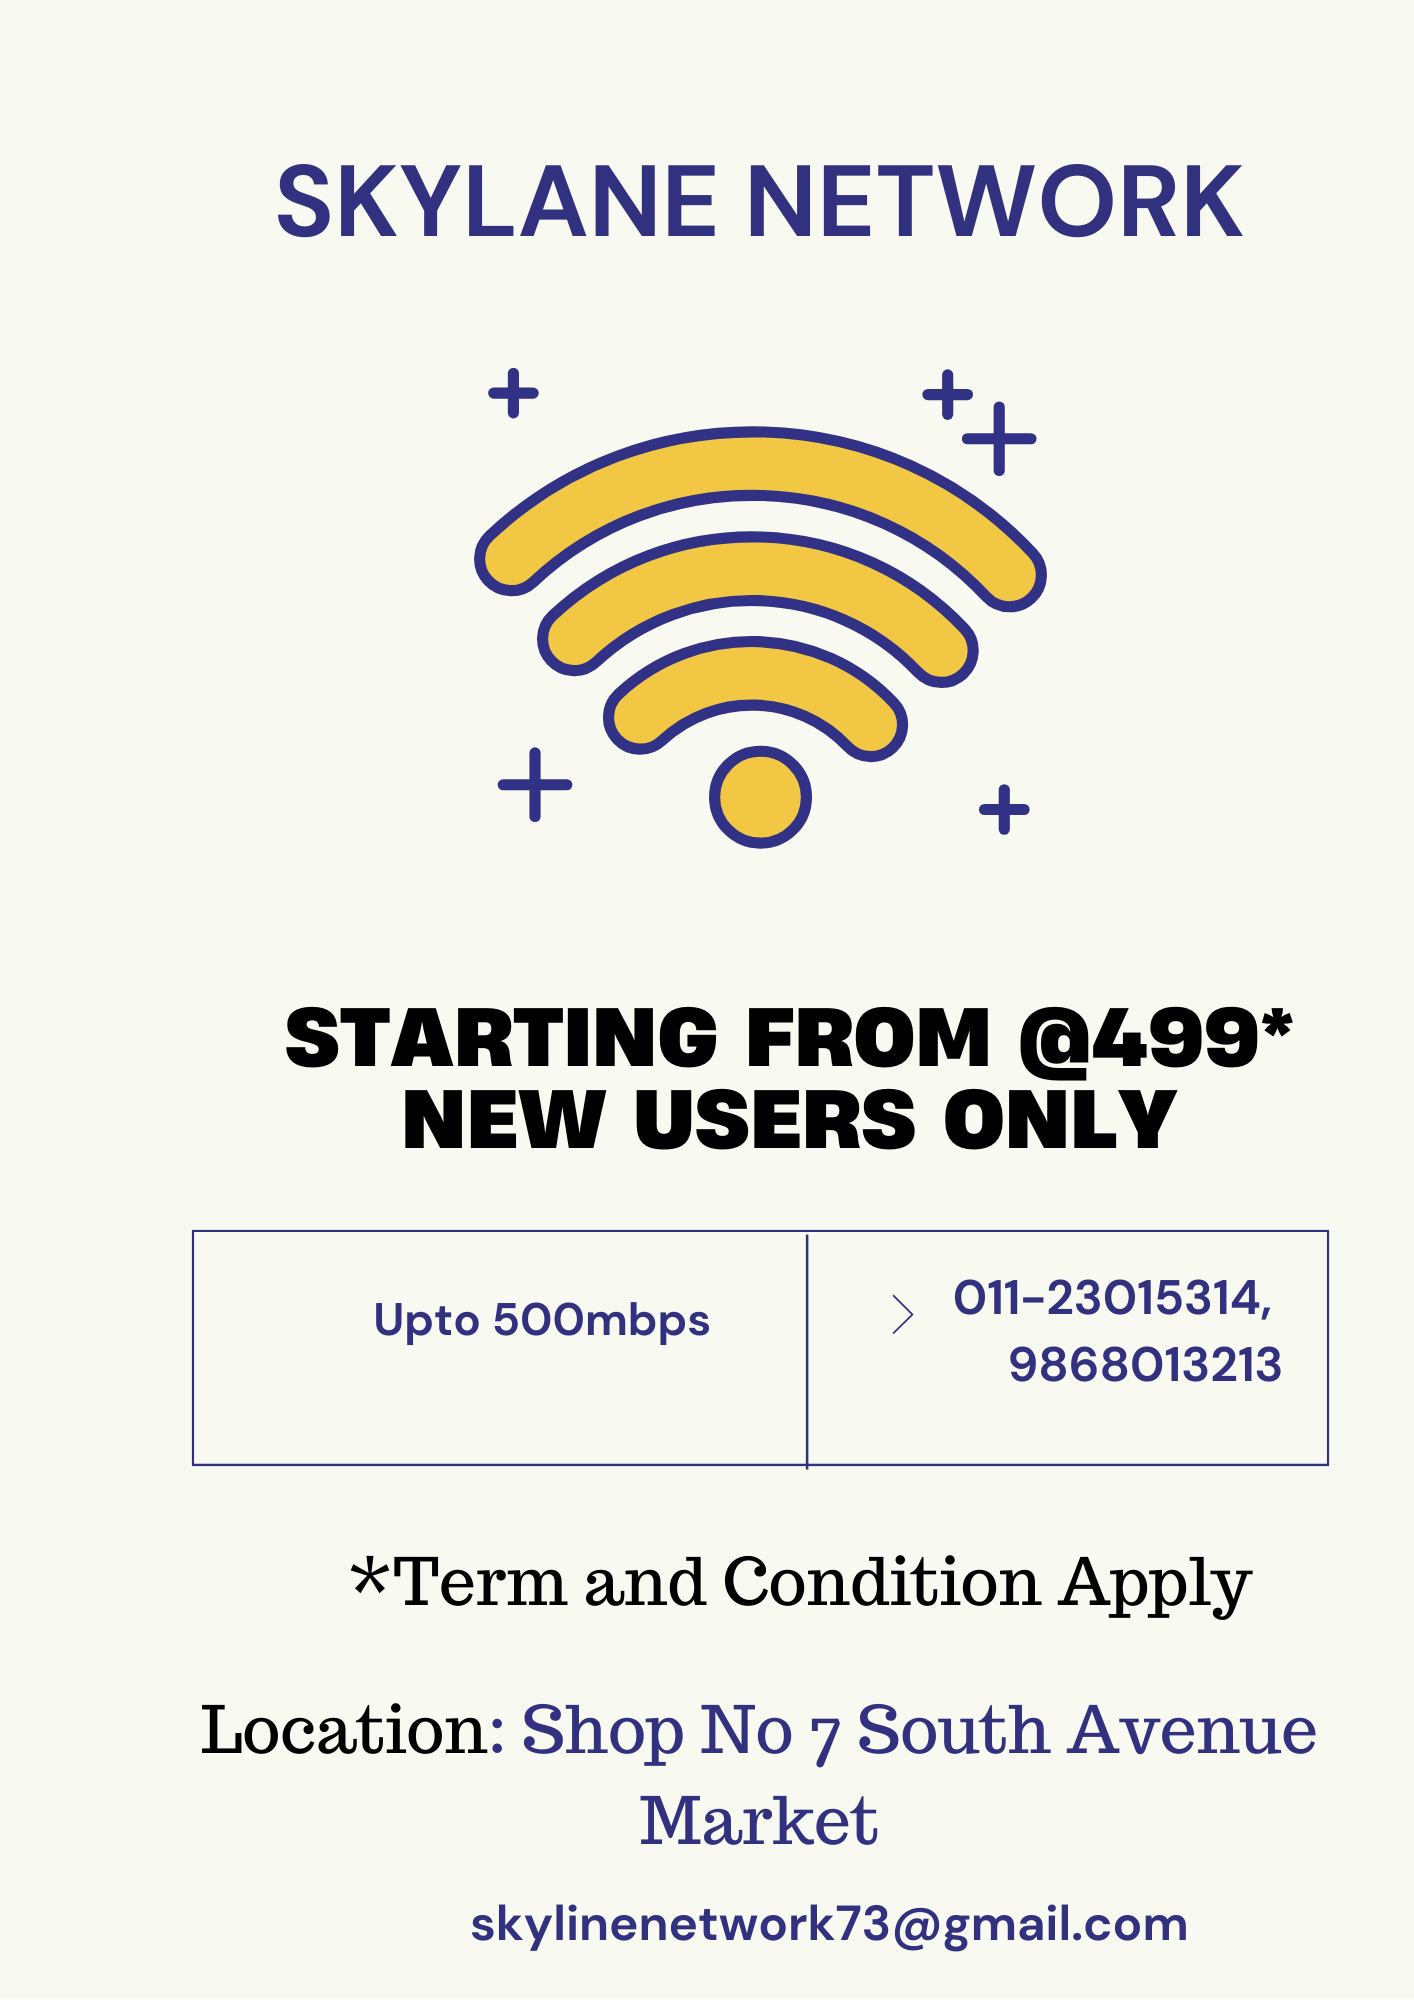 SKYLANE NETWORK
STARTING FROM @499*
NEW USERS ONLY
Upto 500mbps
011-23015314,
9868013213
*Term and Condition Apply
Location: Shop No 7 South Avenue
Market
skylinenetwork73@gmail.com